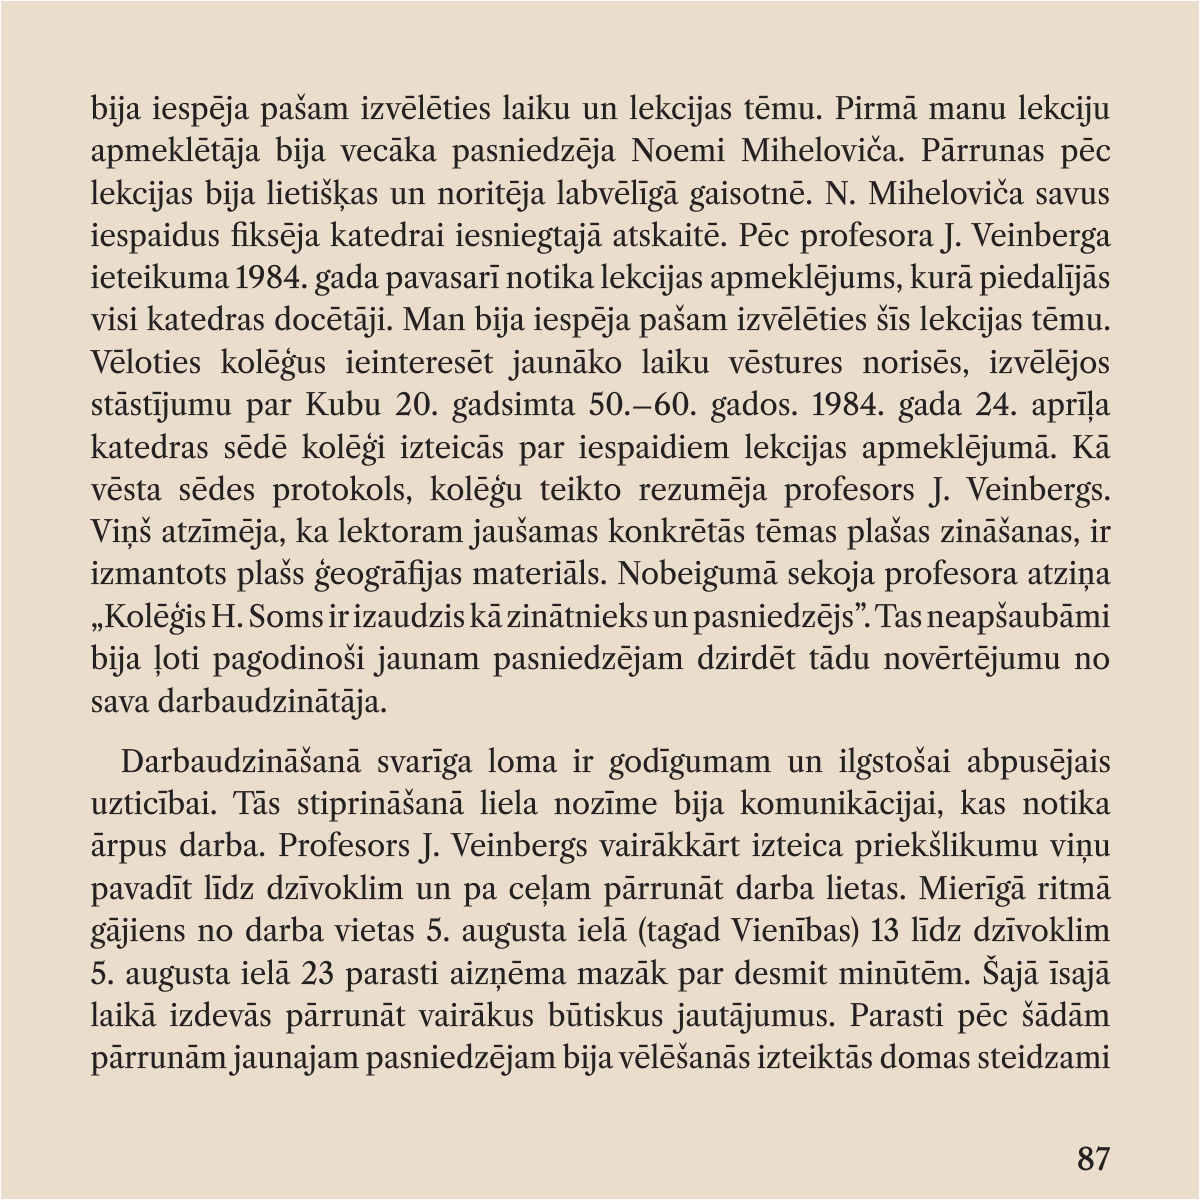 bija iespēja pašam izvēlēties laiku un lekcijas tēmu. Pirmā manu lekciju
apmeklētāja bija vecāka pasniedzēja Noemi Miheloviča. Pārrunas pēc
lekcijas bija lietišķas un noritēja labvēlīgā gaisotnē. N. Miheloviča savus
iespaidus fiksēja katedrai iesniegtajā atskaitē. Pēc profesora J. Veinberga
ieteikuma 1984. gada pavasarī notika lekcijas apmeklējums, kurā piedalījās
visi katedras docētāji. Man bija iespēja pašam izvēlēties šīs lekcijas tēmu.
Vēloties kolēģus ieinteresēt jaunāko laiku vēstures norisēs, izvēlējos
stāstījumu par Kubu 20. gadsimta 50.–60. gados. 1984. gada 24. aprīļa
katedras sēdē kolēģi izteicās par iespaidiem lekcijas apmeklējumā. Kā
vēsta sēdes protokols, kolēģu teikto rezumēja profesors J. Veinbergs.
Viņš atzīmēja, ka lektoram jaušamas konkrētās tēmas plašas zināšanas, ir
izmantots plašs ģeogrāfijas materiāls. Nobeigumā sekoja profesora atziņa
„Kolēģis H. Soms ir izaudzis kā zinātnieks un pasniedzējs”. Tas neapšaubāmi
bija ļoti pagodinoši jaunam pasniedzējam dzirdēt tādu novērtējumu no
sava darbaudzinātāja.
Darbaudzināšanā svarīga loma ir godīgumam un ilgstošai abpusējais
uzticībai. Tās stiprināšanā liela nozīme bija komunikācijai, kas notika
ārpus darba. Profesors J. Veinbergs vairākkārt izteica priekšlikumu viņu
pavadīt līdz dzīvoklim un pa ceļam pārrunāt darba lietas. Mierīgā ritmā
gājiens no darba vietas 5. augusta ielā (tagad Vienības) 13 līdz dzīvoklim
5. augusta ielā 23 parasti aizņēma mazāk par desmit minūtēm. Šajā īsajā
laikā izdevās pārrunāt vairākus būtiskus jautājumus. Parasti pēc šādām
pārrunām jaunajam pasniedzējam bija vēlēšanās izteiktās domas steidzami
87